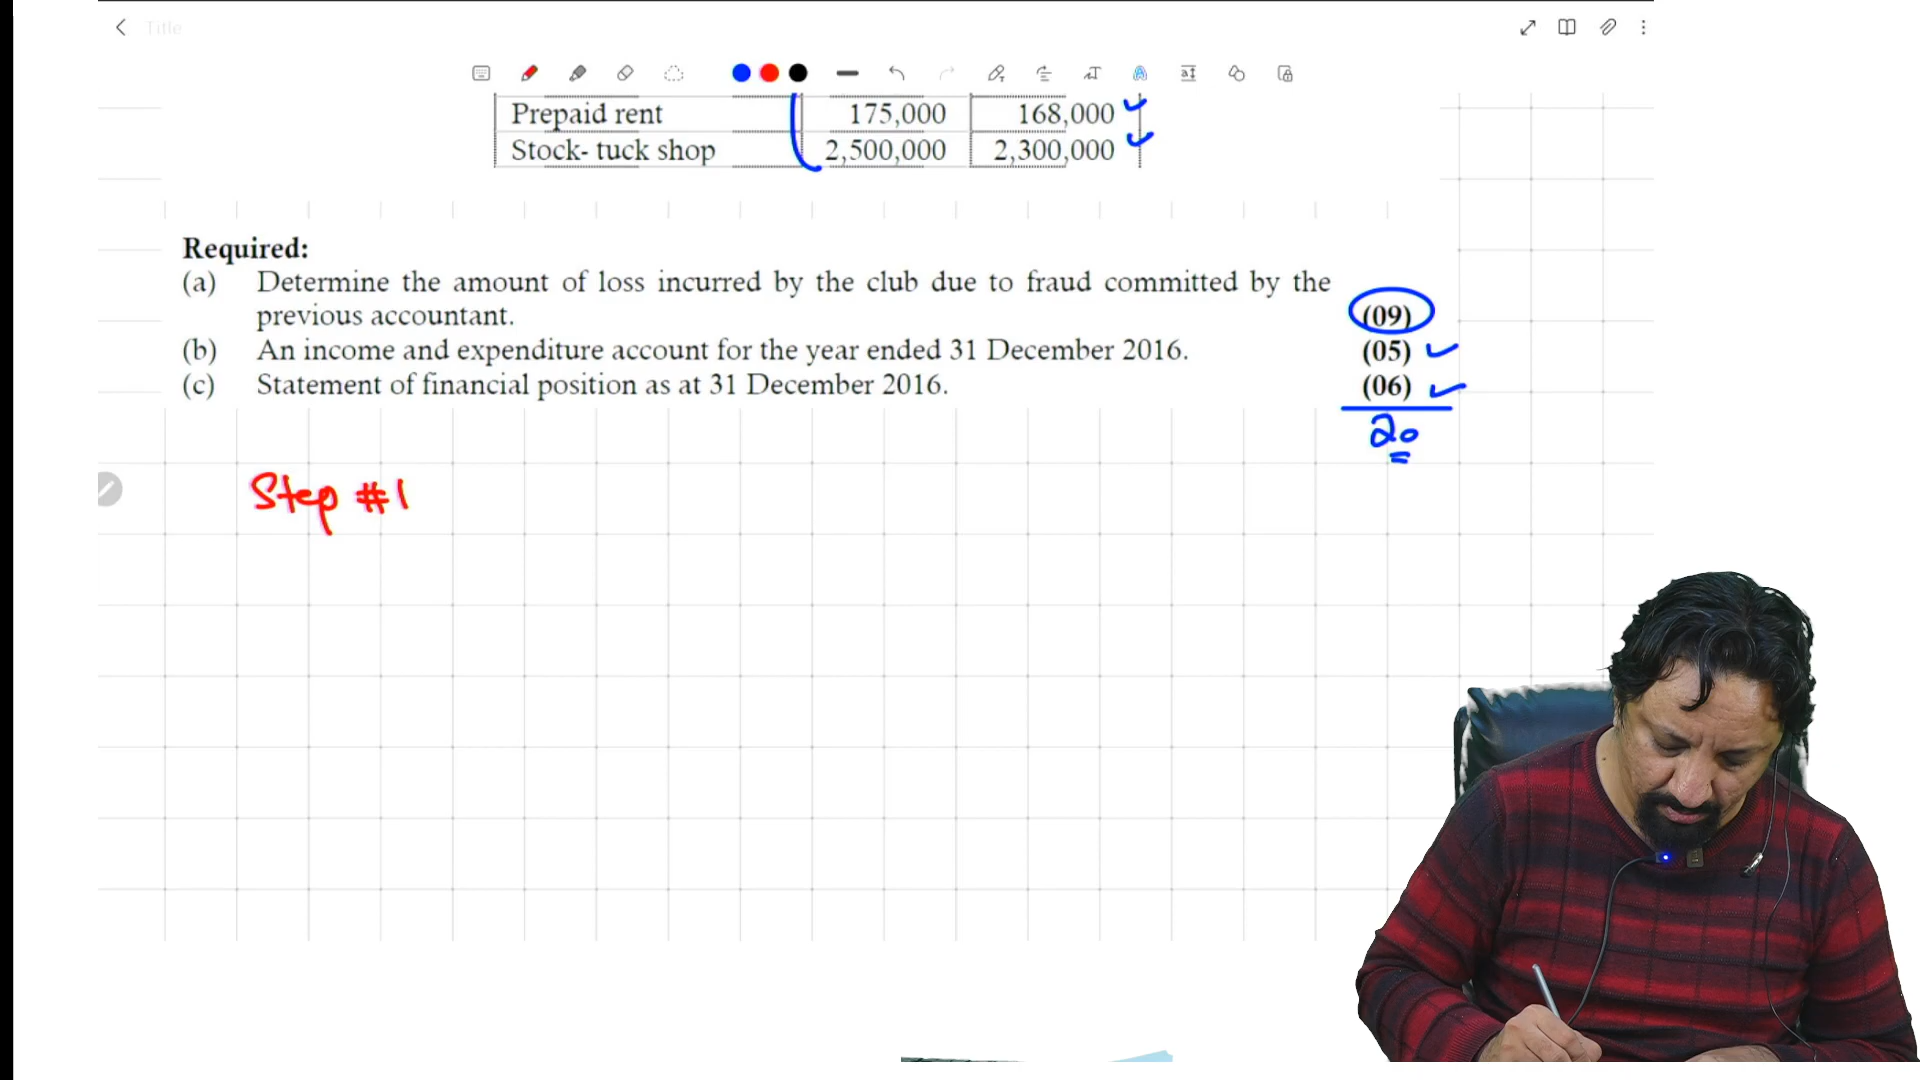 Title
Prepaid rent 175,000 168,000
Stock- tuck shop 2,500,000 2,300,000
Required:
(a) Determine the amount of loss incurred by the club due to fraud committed by the
previous accountant. (09)
(b) An income and expenditure account for the year ended 31 December 2016. (05)
(c) Statement of financial position as at 31 December 2016. (06)
20
Step #1